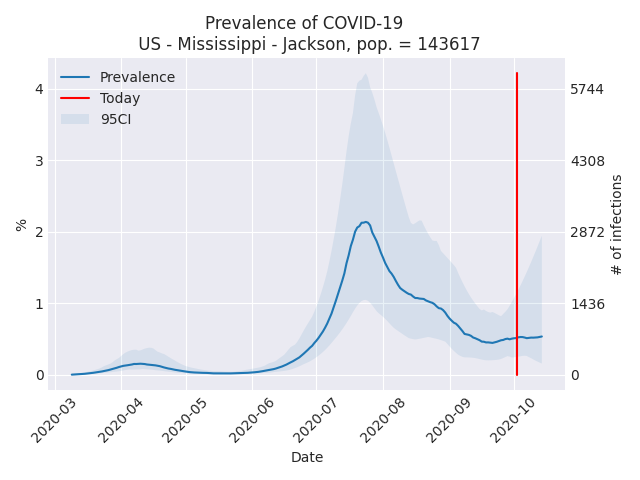 Prevalence of COVID-19
US - Mississippi - Jackson, pop. = 143617
Prevalence
Today
95CI
4
3
2
1
0
%
5744
4308
2872
1436
0
# of infections
2020-03
2020-04
2020-05
2020-06
2020-07
2020-08
2020-09
2020-10
Date